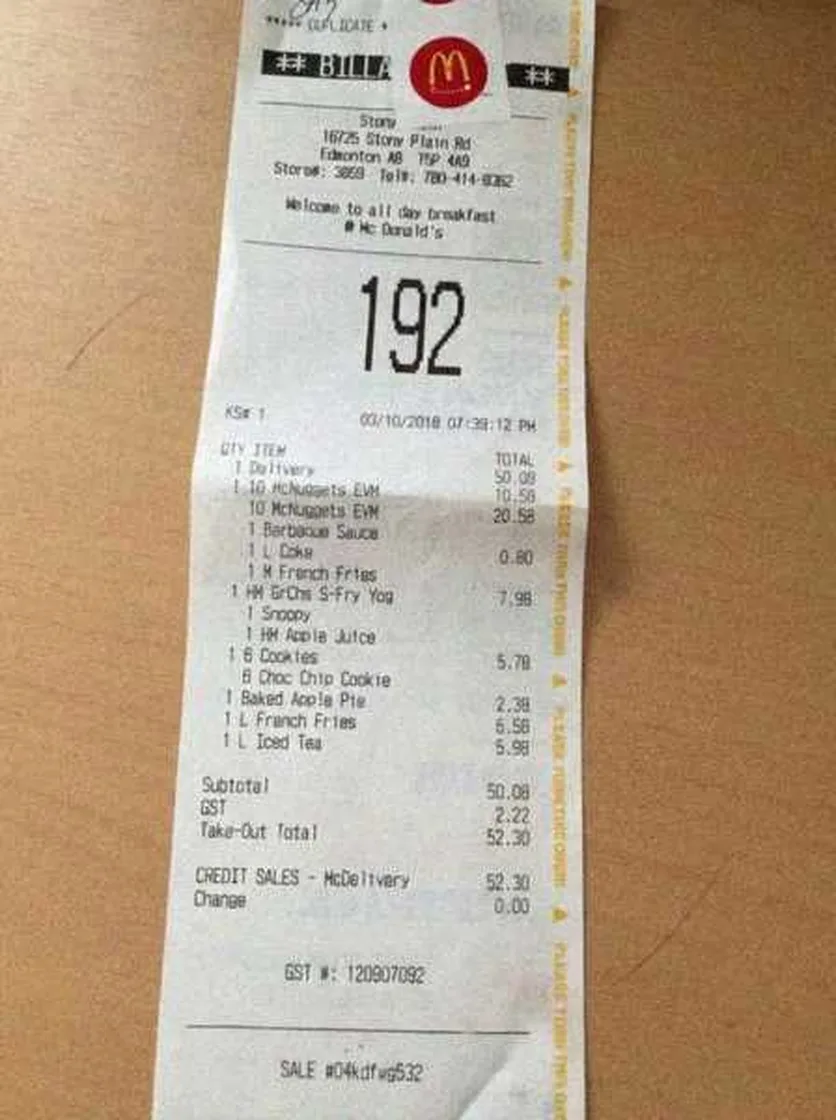 ***** DUPLICATE *
** BILLA **
Stony
16725 Stony Plain Rd
Edmonton AB T5P 4A9
Store#: 3859 Tel#: 780-414-8362
Welcome to all day breakfast
@ Mc Donald's
192
KS# 1 03/10/2018 07:39:12 PM
QTY ITEM TOTAL
1 Delivery 50.09
1 10 McNuggets EVM 10.58
10 McNuggets EVM 20.58
1 Barbeque Sauce
1 L Coke 0.80
1 M French Fries
1 HM GrChs S-Fry Yog 7.98
1 Snoopy
1 HM Apple Juice
1 6 Cookies 5.78
6 Choc Chip Cookie
1 Baked Apple Pie 2.38
1 L French Fries 6.58
1 L Iced Tea 5.98
Subtotal 50.08
GST 2.22
Take-Out Total 52.30
CREDIT SALES - McDelivery 52.30
Change 0.00
GST #: 120907092
SALE #04kdfwg532